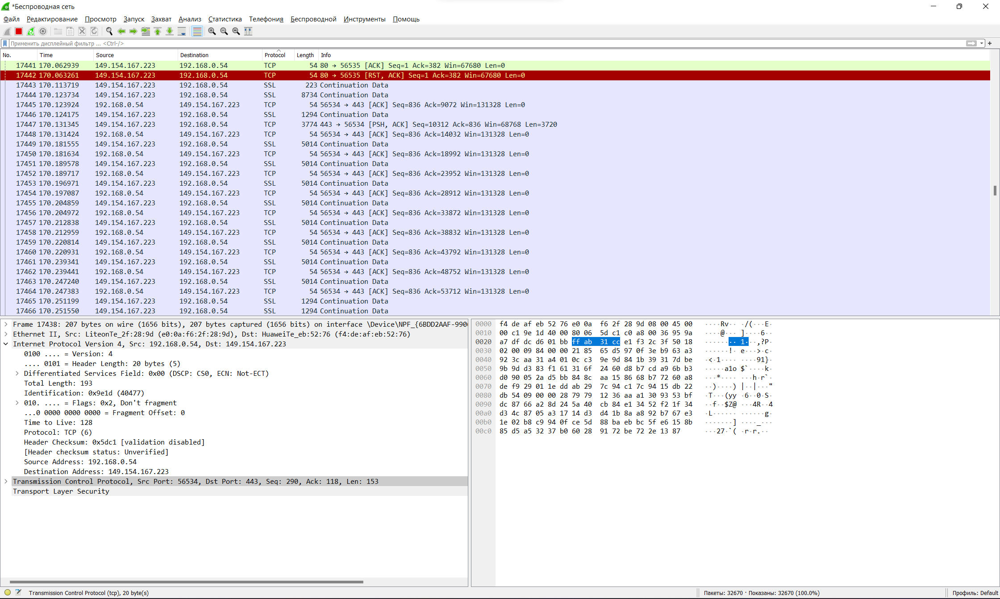 *Беспроводная сеть
Файл Редактирование Просмотр Запуск Захват Анализ Статистика Телефония Беспроводной Инструменты Помощь
Применить дисплейный фильтр ... <Ctrl-/>
No. Time Source Destination Protocol Length Info
17441 170.062939 149.154.167.223 192.168.0.54 TCP 54 80 → 56535 [ACK] Seq=1 Ack=382 Win=67680 Len=0
17442 170.063261 149.154.167.223 192.168.0.54 TCP 54 80 → 56535 [RST, ACK] Seq=1 Ack=382 Win=67680 Len=0
17443 170.113719 149.154.167.223 192.168.0.54 SSL 223 Continuation Data
17444 170.123734 149.154.167.223 192.168.0.54 SSL 8734 Continuation Data
17445 170.123924 192.168.0.54 149.154.167.223 TCP 54 56534 → 443 [ACK] Seq=836 Ack=9072 Win=131328 Len=0
17446 170.124175 149.154.167.223 192.168.0.54 SSL 1294 Continuation Data
17447 170.131345 149.154.167.223 192.168.0.54 TCP 3774 443 → 56534 [PSH, ACK] Seq=10312 Ack=836 Win=68768 Len=3720
17448 170.131424 192.168.0.54 149.154.167.223 TCP 54 56534 → 443 [ACK] Seq=836 Ack=14032 Win=131328 Len=0
17449 170.181555 149.154.167.223 192.168.0.54 SSL 5014 Continuation Data
17450 170.181634 192.168.0.54 149.154.167.223 TCP 54 56534 → 443 [ACK] Seq=836 Ack=18992 Win=131328 Len=0
17451 170.189578 149.154.167.223 192.168.0.54 SSL 5014 Continuation Data
17452 170.189717 192.168.0.54 149.154.167.223 TCP 54 56534 → 443 [ACK] Seq=836 Ack=23952 Win=131328 Len=0
17453 170.196971 149.154.167.223 192.168.0.54 SSL 5014 Continuation Data
17454 170.197087 192.168.0.54 149.154.167.223 TCP 54 56534 → 443 [ACK] Seq=836 Ack=28912 Win=131328 Len=0
17455 170.204859 149.154.167.223 192.168.0.54 SSL 5014 Continuation Data
17456 170.204972 192.168.0.54 149.154.167.223 TCP 54 56534 → 443 [ACK] Seq=836 Ack=33872 Win=131328 Len=0
17457 170.212838 149.154.167.223 192.168.0.54 SSL 5014 Continuation Data
17458 170.212959 192.168.0.54 149.154.167.223 TCP 54 56534 → 443 [ACK] Seq=836 Ack=38832 Win=131328 Len=0
17459 170.220814 149.154.167.223 192.168.0.54 SSL 5014 Continuation Data
17460 170.220931 192.168.0.54 149.154.167.223 TCP 54 56534 → 443 [ACK] Seq=836 Ack=43792 Win=131328 Len=0
17461 170.239341 149.154.167.223 192.168.0.54 SSL 5014 Continuation Data
17462 170.239441 192.168.0.54 149.154.167.223 TCP 54 56534 → 443 [ACK] Seq=836 Ack=48752 Win=131328 Len=0
17463 170.247240 149.154.167.223 192.168.0.54 SSL 5014 Continuation Data
17464 170.247383 192.168.0.54 149.154.167.223 TCP 54 56534 → 443 [ACK] Seq=836 Ack=53712 Win=131328 Len=0
17465 170.251199 149.154.167.223 192.168.0.54 SSL 1294 Continuation Data
17466 170.251550 149.154.167.223 192.168.0.54 SSL 1294 Continuation Data
Frame 17438: 207 bytes on wire (1656 bits), 207 bytes captured (1656 bits) on interface \Device\NPF_{6BDD2AAF-990
Ethernet II, Src: LiteonTe_2f:28:9d (e0:0a:f6:2f:28:9d), Dst: HuaweiTe_eb:52:76 (f4:de:af:eb:52:76)
Internet Protocol Version 4, Src: 192.168.0.54, Dst: 149.154.167.223
0100 .... = Version: 4
.... 0101 = Header Length: 20 bytes (5)
Differentiated Services Field: 0x00 (DSCP: CS0, ECN: Not-ECT)
Total Length: 193
Identification: 0x9e1d (40477)
010. .... = Flags: 0x2, Don't fragment
...0 0000 0000 0000 = Fragment Offset: 0
Time to Live: 128
Protocol: TCP (6)
Header Checksum: 0x5dc1 [validation disabled]
[Header checksum status: Unverified]
Source Address: 192.168.0.54
Destination Address: 149.154.167.223
Transmission Control Protocol, Src Port: 56534, Dst Port: 443, Seq: 290, Ack: 118, Len: 153
Transport Layer Security
0000 f4 de af eb 52 76 e0 0a f6 2f 28 9d 08 00 45 00 ····Rv·· ·/(···E·
0010 00 c1 9e 1d 40 00 80 06 5d c1 c0 a8 00 36 95 9a ····@··· ]····6··
0020 a7 df dc d6 01 bb ff ab 31 cc e1 f3 2c 3f 50 18 ········ 1···,?P·
0030 02 00 09 84 00 00 21 85 65 d5 97 0f 3e b9 63 a3 ······!· e···>·c·
0040 92 3c aa 31 a4 01 0c c3 9e 9d 84 1b 39 31 7d be ·<·1···· ····91}·
0050 9b 9d d3 83 f1 61 31 6f 24 60 d8 b7 cd a9 6b b3 ·····a1o $`····k·
0060 d0 90 05 2a d5 bb 84 8c aa 15 86 68 b7 72 60 a8 ···*···· ···h·r`·
0070 de f9 29 01 1e dd ab 29 7c 94 c1 7c 94 15 db 22 ··)····) |··|···"
0080 db 54 09 00 00 28 79 79 12 36 aa a1 30 93 53 bf ·T···(yy ·6··0·S·
0090 dc 87 66 a2 8d 24 5a 40 cb 84 e1 34 52 f2 1f 34 ··f··$Z@ ···4R··4
00a0 d3 4c 87 05 a3 17 14 d3 d4 1b 8a a8 92 b7 67 e3 ·L······ ······g·
00b0 1e 02 b8 c9 94 0f ce 5d 88 ba eb bc 5f e6 15 8b ·······] ····_···
00c0 85 d5 a5 32 37 b0 60 28 91 72 be 72 2e 13 87 ···27·`( ·r·r.··
Transmission Control Protocol (tcp), 20 byte(s)
Пакеты: 32670 · Показаны: 32670 (100.0%)
Профиль: Default